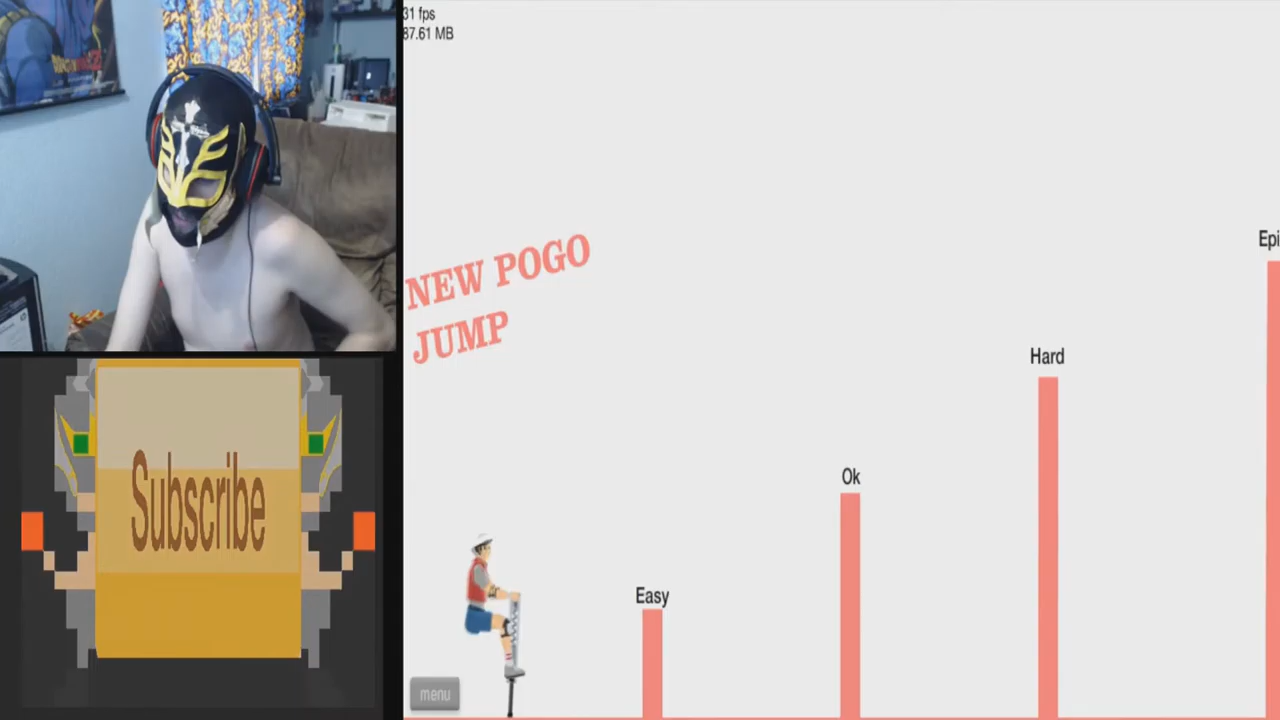 31 fps
87.61 MB
NEW POGO
JUMP
Epi
Hard
Ok
Easy
Subscribe
menu